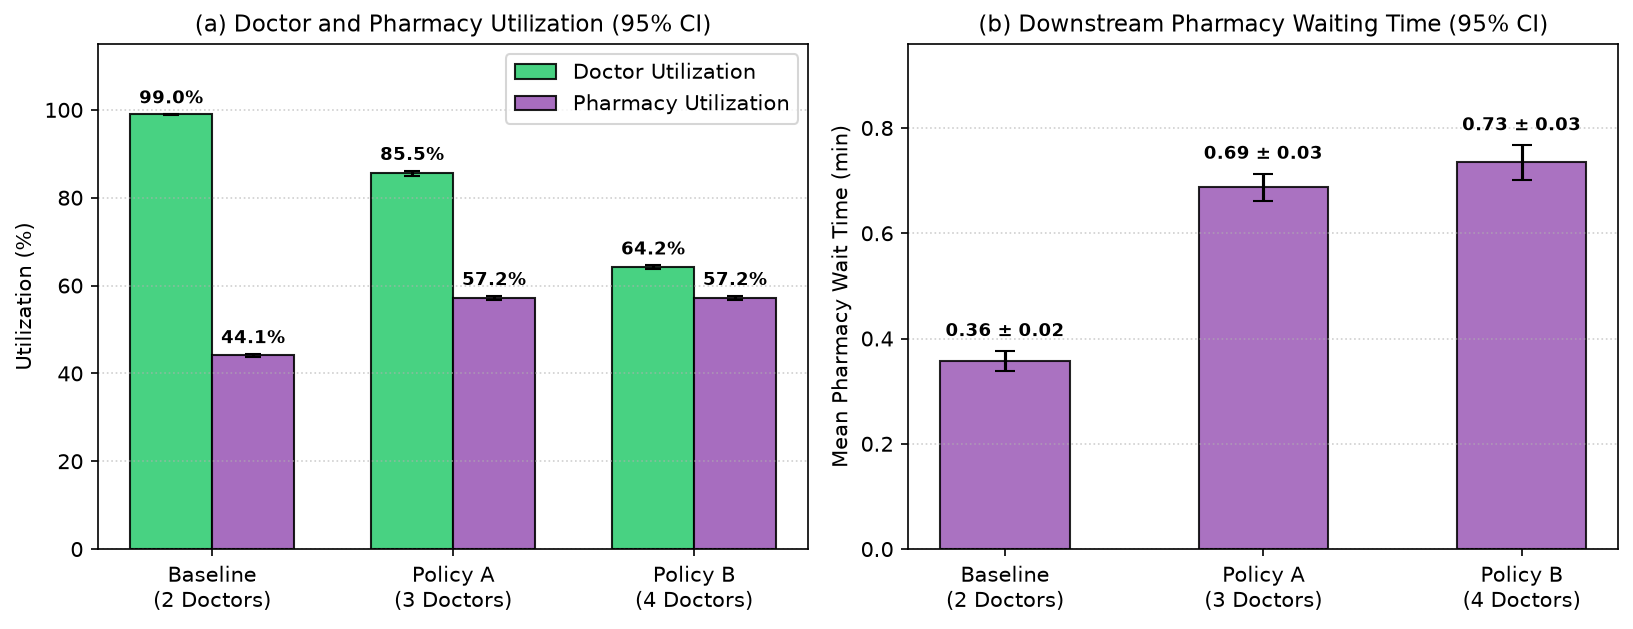 (a) Doctor and Pharmacy Utilization (95% CI)
Utilization (%)
100
80
60
40
20
0
Doctor Utilization
Pharmacy Utilization
99.0%
44.1%
85.5%
57.2%
64.2%
57.2%
Baseline
(2 Doctors)
Policy A
(3 Doctors)
Policy B
(4 Doctors)
(b) Downstream Pharmacy Waiting Time (95% CI)
Mean Pharmacy Wait Time (min)
0.8
0.6
0.4
0.2
0.0
0.36 ± 0.02
0.69 ± 0.03
0.73 ± 0.03
Baseline
(2 Doctors)
Policy A
(3 Doctors)
Policy B
(4 Doctors)